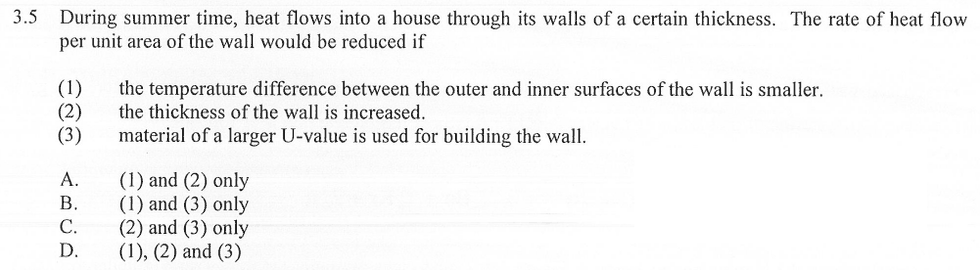 3.5 During summer time, heat flows into a house through its walls of a certain thickness. The rate of heat flow
per unit area of the wall would be reduced if
(1) the temperature difference between the outer and inner surfaces of the wall is smaller.
(2) the thickness of the wall is increased.
(3) material of a larger U-value is used for building the wall.
A. (1) and (2) only
B. (1) and (3) only
C. (2) and (3) only
D. (1), (2) and (3)